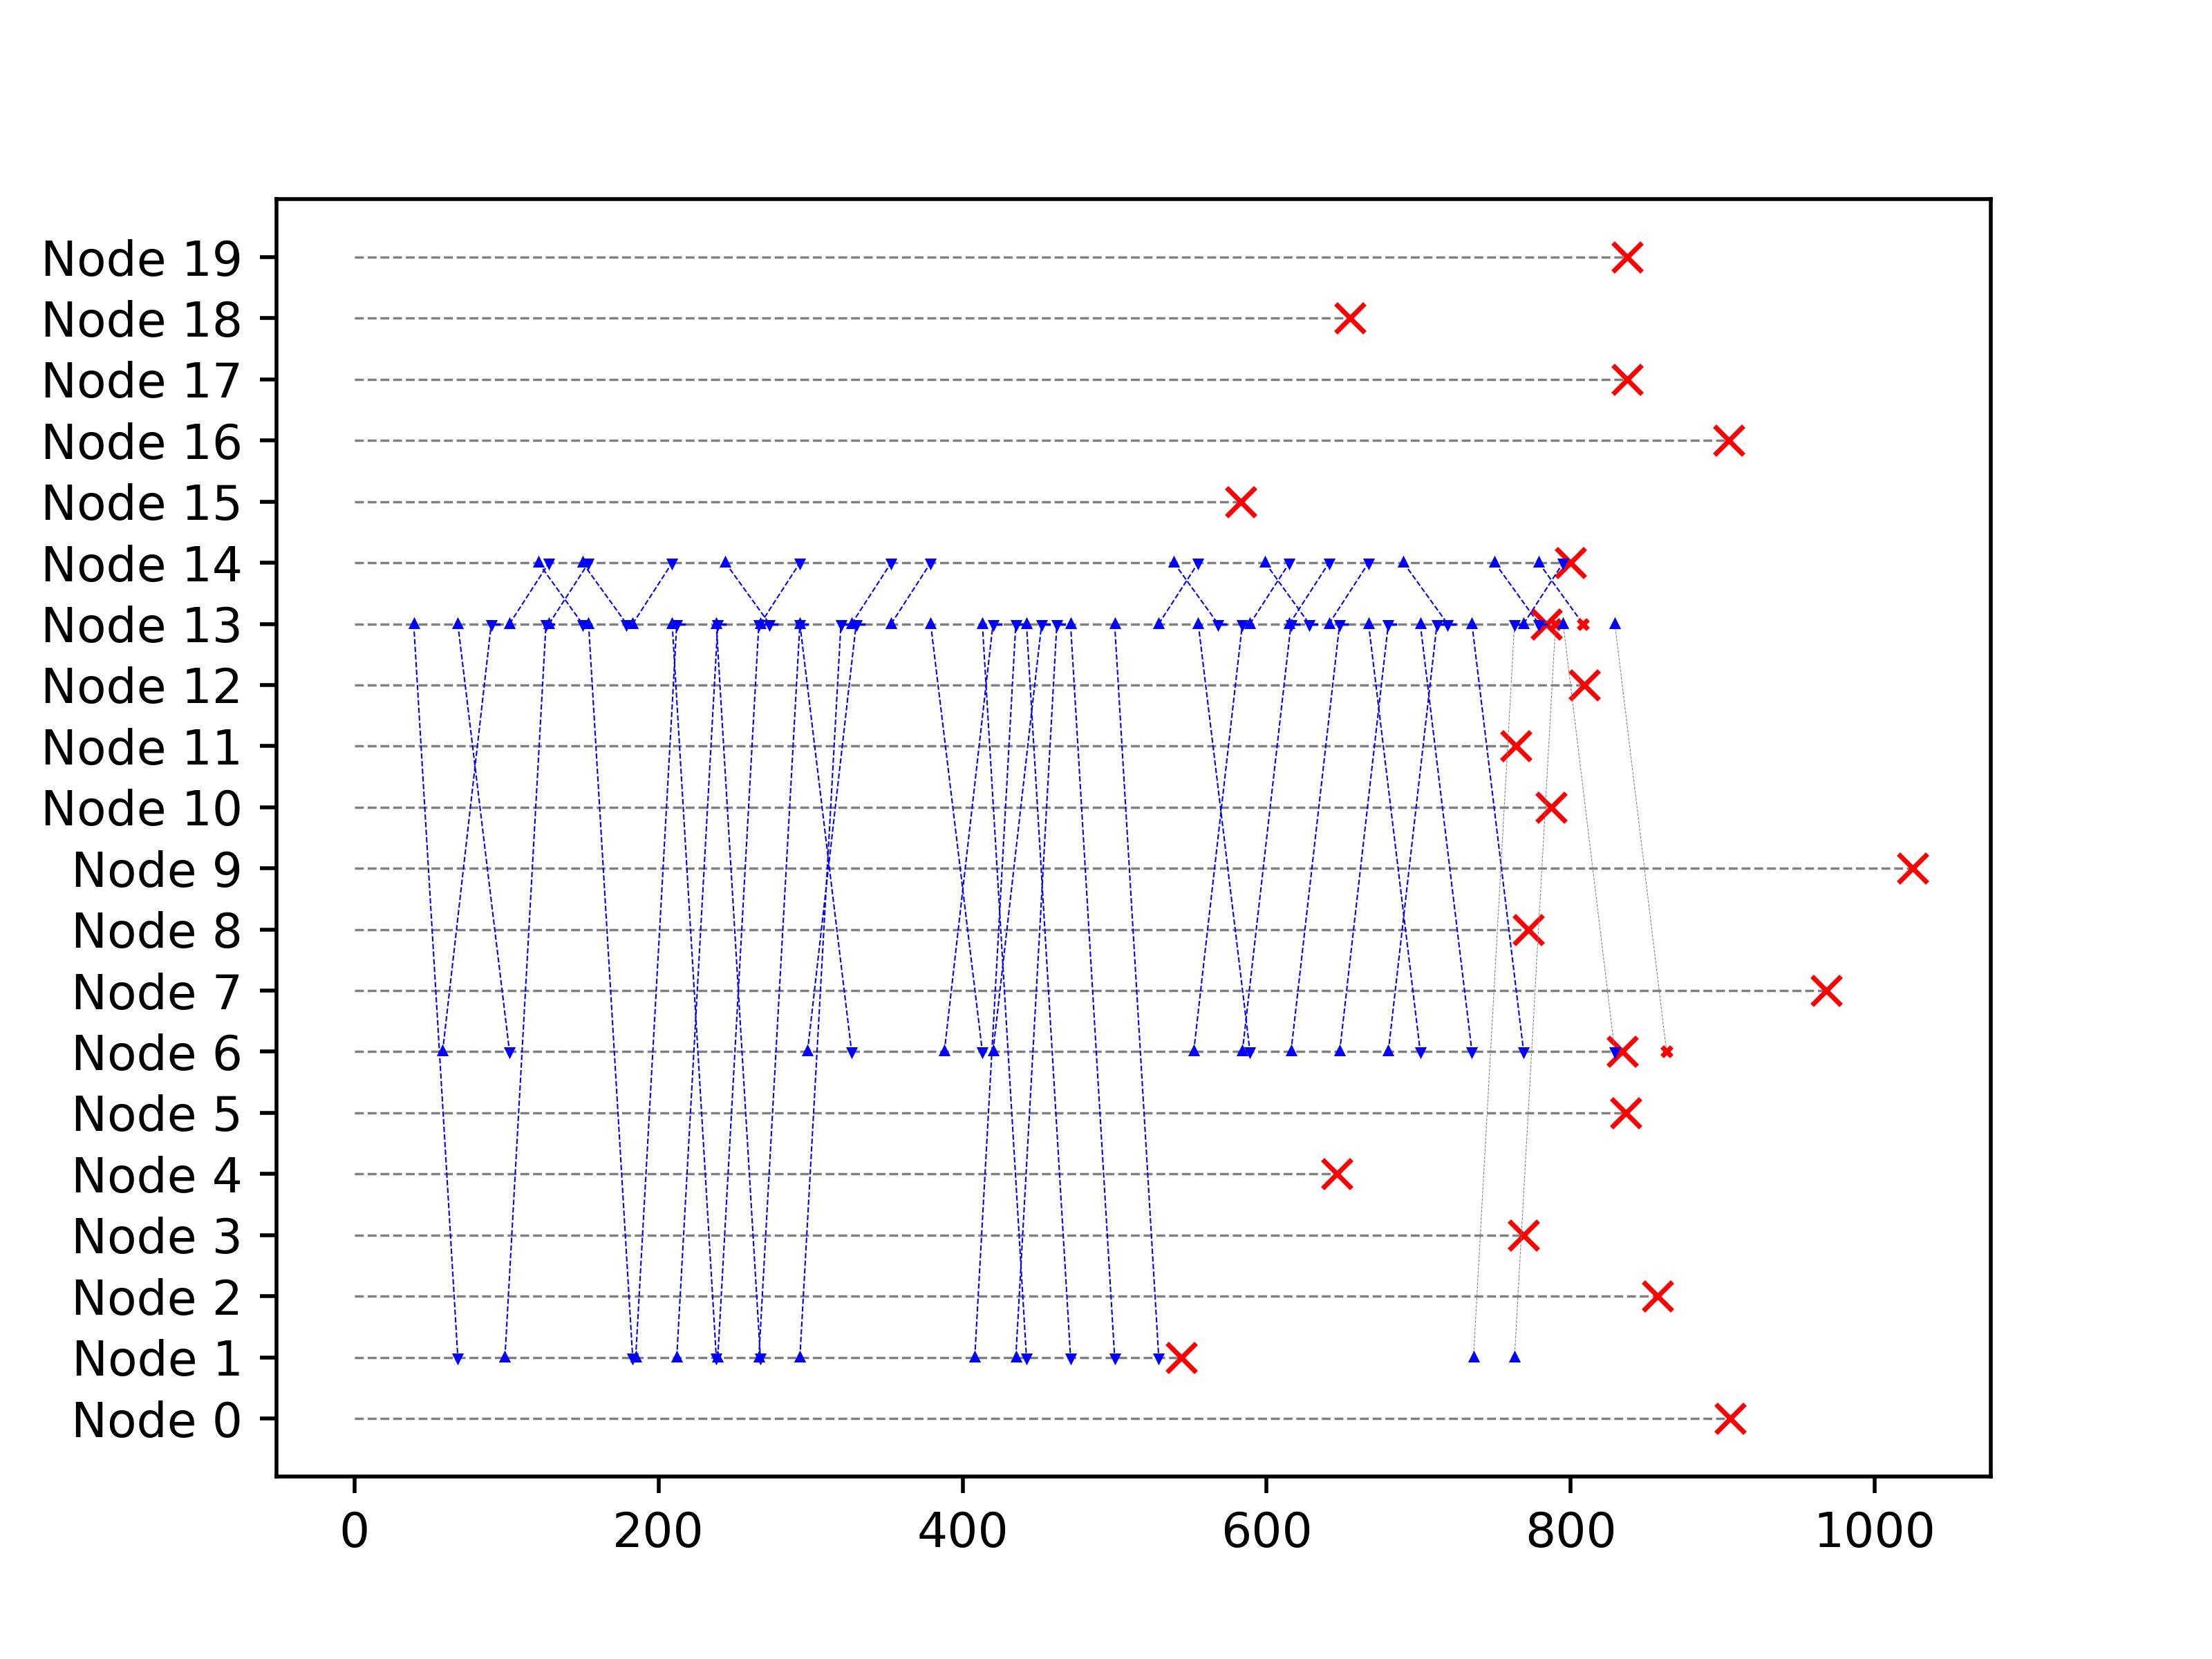 Node 19
Node 18
Node 17
Node 16
Node 15
Node 14
Node 13
Node 12
Node 11
Node 10
Node 9
Node 8
Node 7
Node 6
Node 5
Node 4
Node 3
Node 2
Node 1
Node 0
0 200 400 600 800 1000